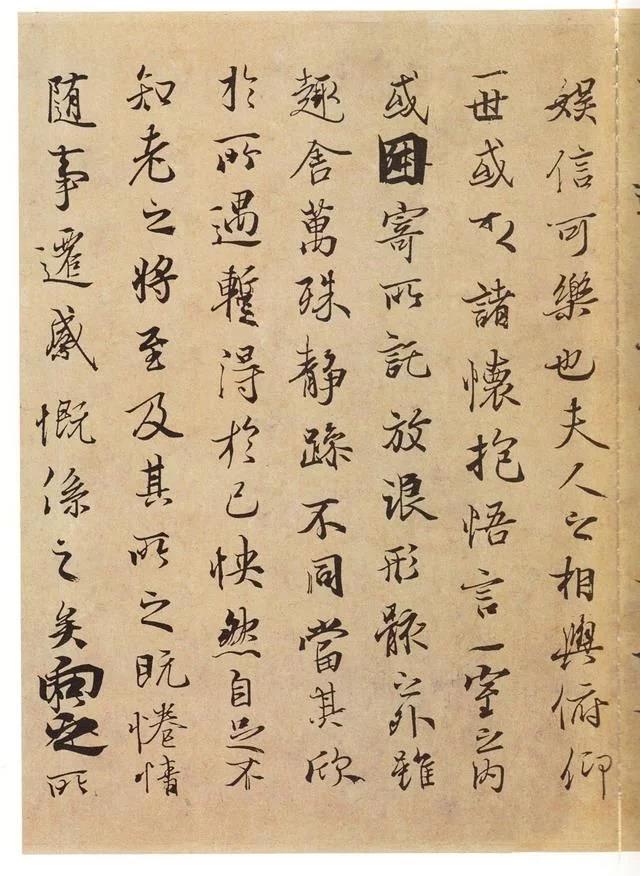 娱信可樂也夫人之相與俯仰
一世或取諸懷抱悟言一室之內
或因寄所託放浪形骸之外雖
趣舍萬殊静躁不同當其欣
於所遇蹔得於己怏然自足不
知老之將至及其所之既惓情
随事遷感慨係之矣向之所